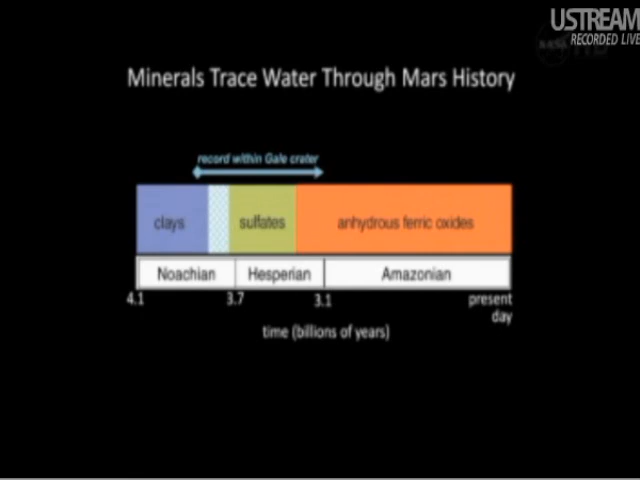 USTREAM
RECORDED LIVE
NASA
Minerals Trace Water Through Mars History
record within Gale crater
clays
sulfates
anhydrous ferric oxides
Noachian
Hesperian
Amazonian
4.1
3.7
3.1
present
day
time (billions of years)